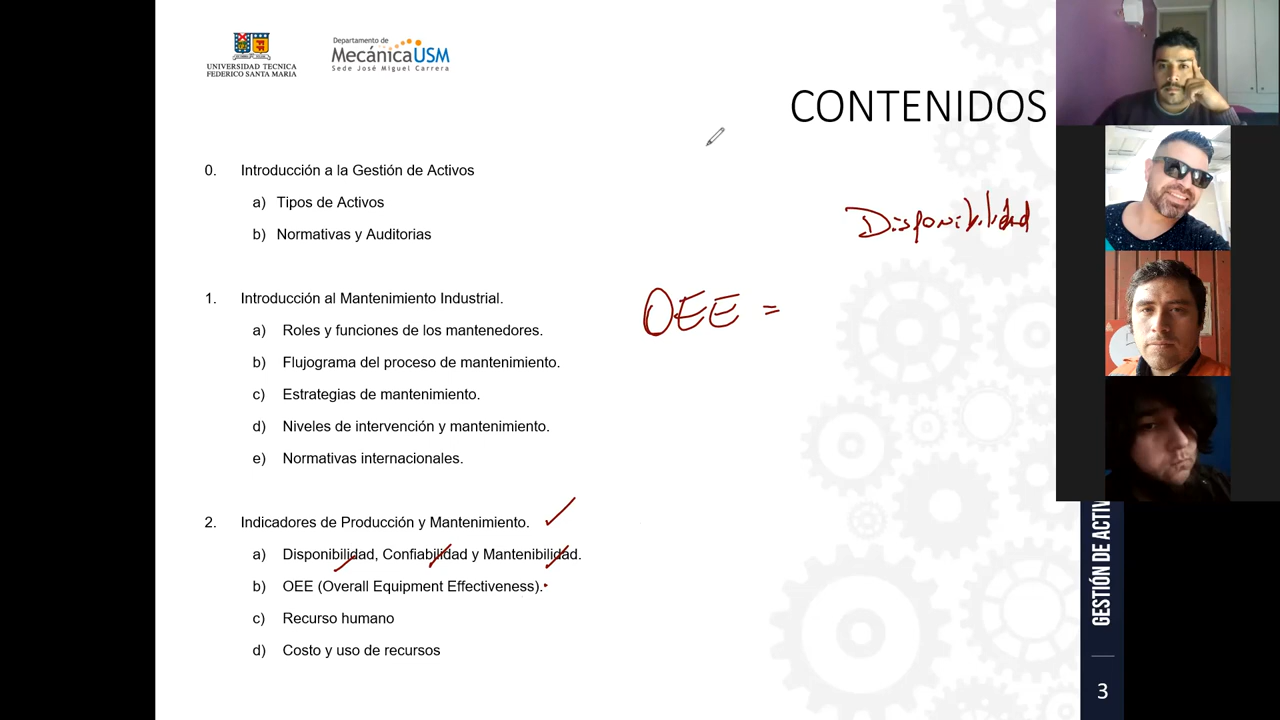 UNIVERSIDAD TECNICA
FEDERICO SANTA MARIA
Departamento de
MecánicaUSM
Sede José Miguel Carrera
CONTENIDOS
0. Introducción a la Gestión de Activos
a) Tipos de Activos
b) Normativas y Auditorias
Disponibilidad
OEE =
1. Introducción al Mantenimiento Industrial.
a) Roles y funciones de los mantenedores.
b) Flujograma del proceso de mantenimiento.
c) Estrategias de mantenimiento.
d) Niveles de intervención y mantenimiento.
e) Normativas internacionales.
2. Indicadores de Producción y Mantenimiento.
a) Disponibilidad, Confiabilidad y Mantenibilidad.
b) OEE (Overall Equipment Effectiveness).
c) Recurso humano
d) Costo y uso de recursos
GESTIÓN DE ACTIV
3